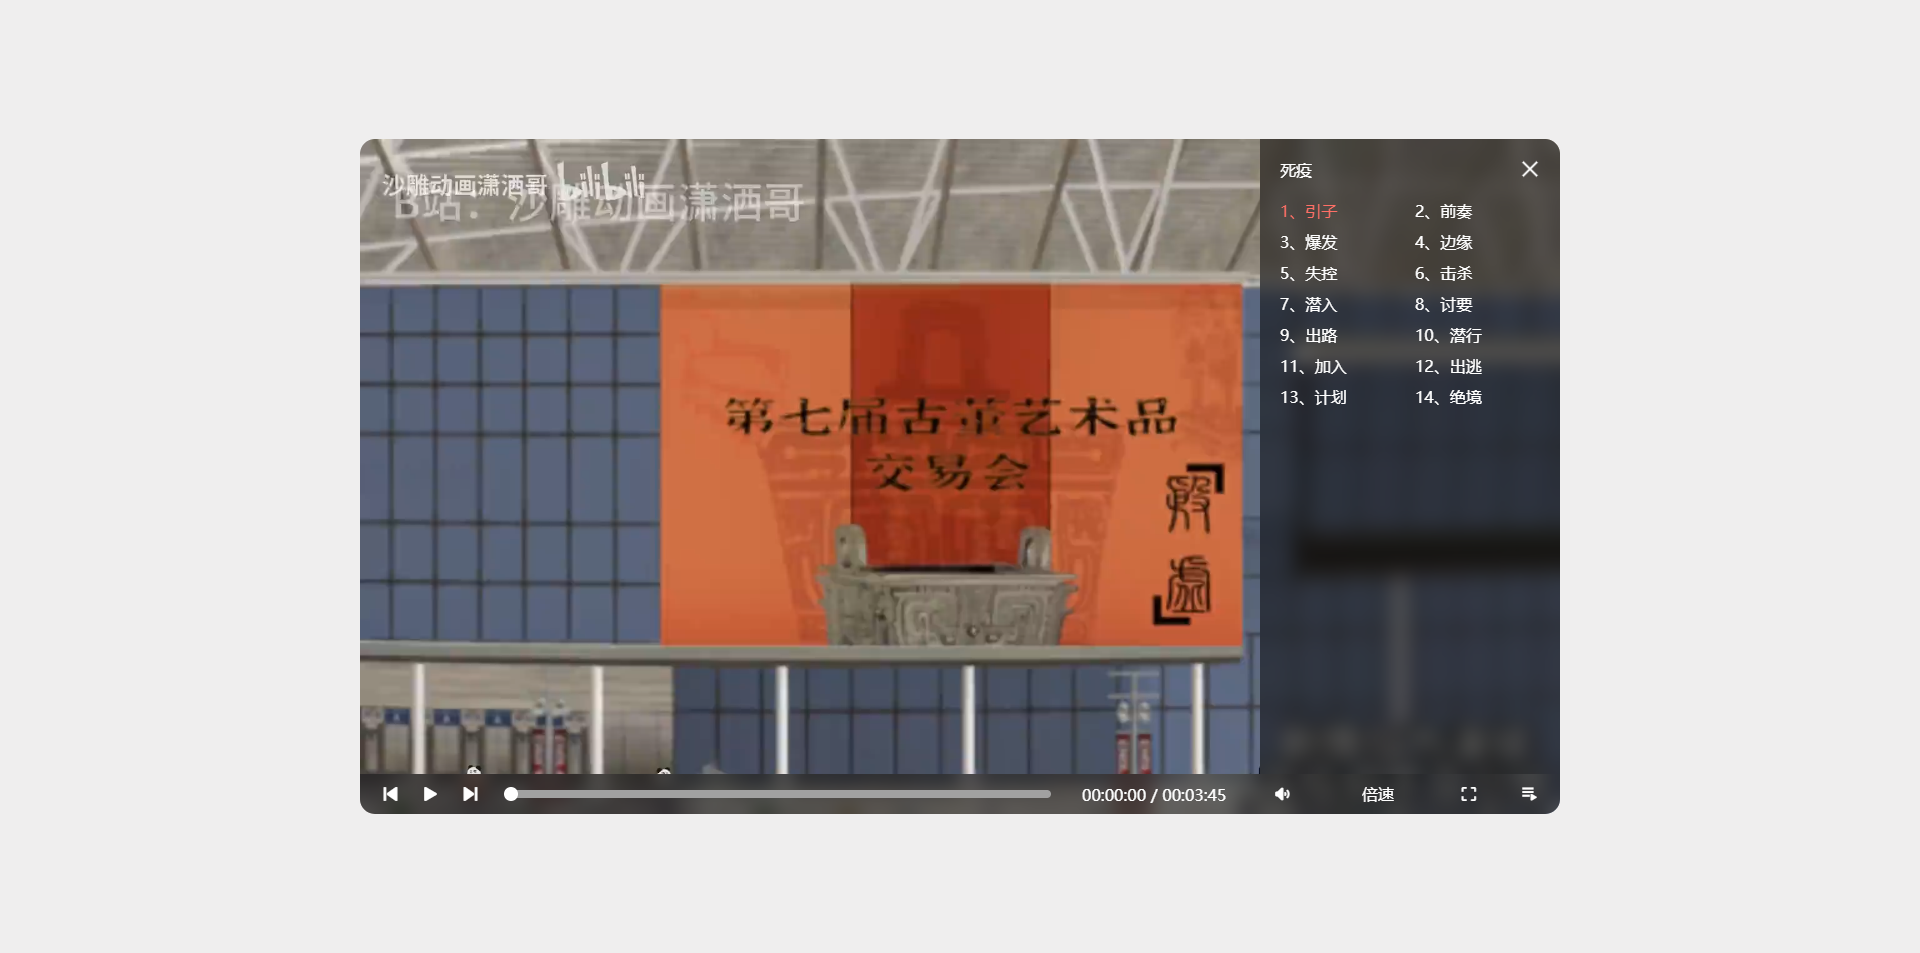 沙雕动画潇洒哥 bilibili
B站：沙雕动画潇洒哥
第七届古董艺术品
交易会
殷
虚
死疫
1、引子 2、前奏
3、爆发 4、边缘
5、失控 6、击杀
7、潜入 8、讨要
9、出路 10、潜行
11、加入 12、出逃
13、计划 14、绝境
00:00:00 / 00:03:45 倍速